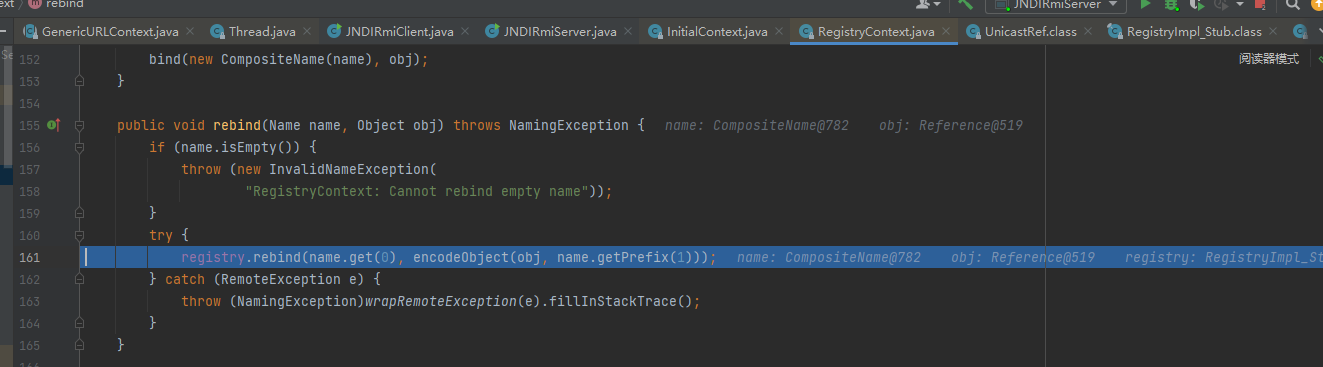 ext > rebind
JNDIRmiServer
GenericURLContext.java Thread.java JNDIRmiClient.java JNDIRmiServer.java InitialContext.java RegistryContext.java UnicastRef.class RegistryImpl_Stub.class
Se
阅读器模式
152 bind(new CompositeName(name), obj);
153 }
154
155 public void rebind(Name name, Object obj) throws NamingException { name: CompositeName@782 obj: Reference@519
156 if (name.isEmpty()) {
157 throw (new InvalidNameException(
158 "RegistryContext: Cannot rebind empty name"));
159 }
160 try {
161 registry.rebind(name.get(0), encodeObject(obj, name.getPrefix(1))); name: CompositeName@782 obj: Reference@519 registry: RegistryImpl_St
162 } catch (RemoteException e) {
163 throw (NamingException)wrapRemoteException(e).fillInStackTrace();
164 }
165 }